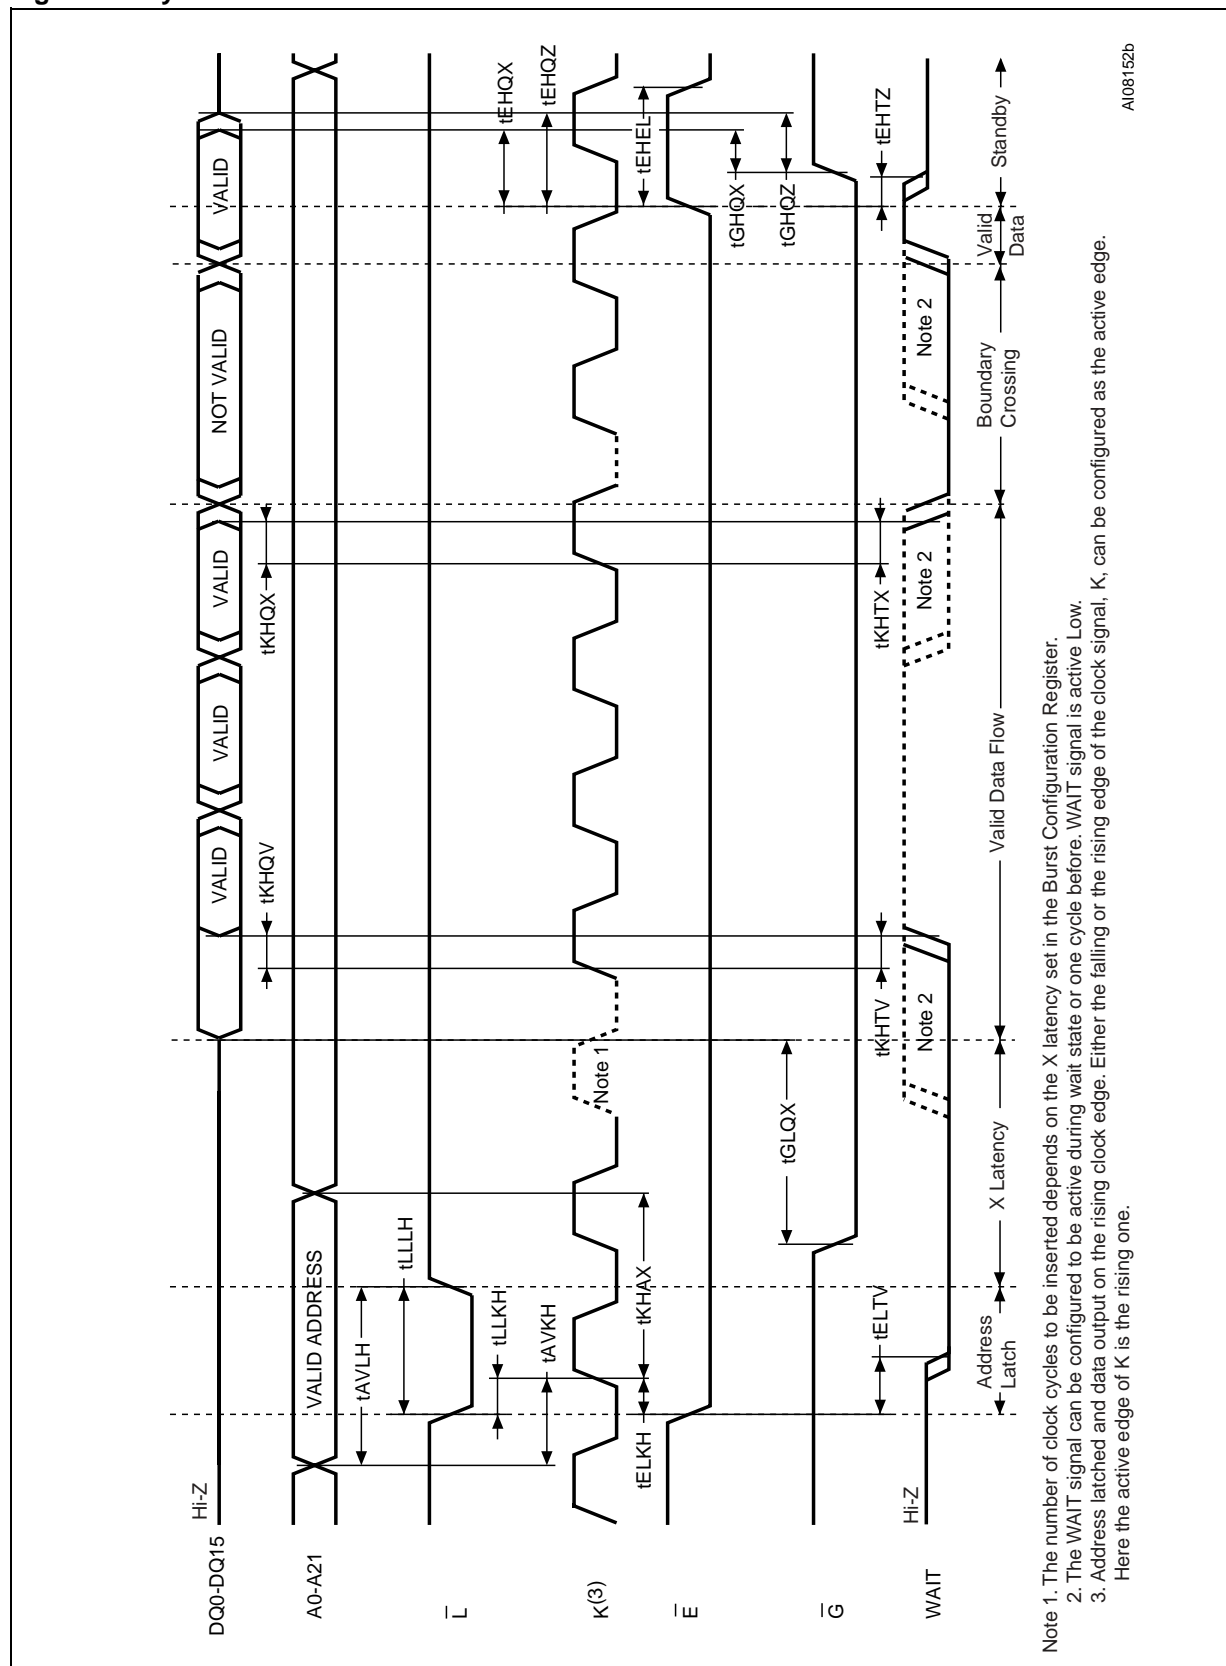 DQ0-DQ15
Hi-Z
VALID
VALID
VALID
NOT VALID
VALID
tKHQV
tKHQX
A0-A21
VALID ADDRESS
tAVLH
L
tLLLH
tLLKH
tAVKH
tEHQX
tEHQZ
K(3)
Note 1
tELKH
tKHAX
tEHEL
E
tGHQX
tGHQZ
G
tGLQX
tELTV
tKHTV
tKHTX
tEHTZ
WAIT
Hi-Z
Note 2
Note 2
Note 2
Address
Latch
X Latency
Valid Data Flow
Boundary
Crossing
Valid
Data
Standby
Note 1. The number of clock cycles to be inserted depends on the X latency set in the Burst Configuration Register.
2. The WAIT signal can be configured to be active during wait state or one cycle before. WAIT signal is active Low.
3. Address latched and data output on the rising clock edge. Either the falling or the rising edge of the clock signal, K, can be configured as the active edge.
Here the active edge of K is the rising one.
AI08152b